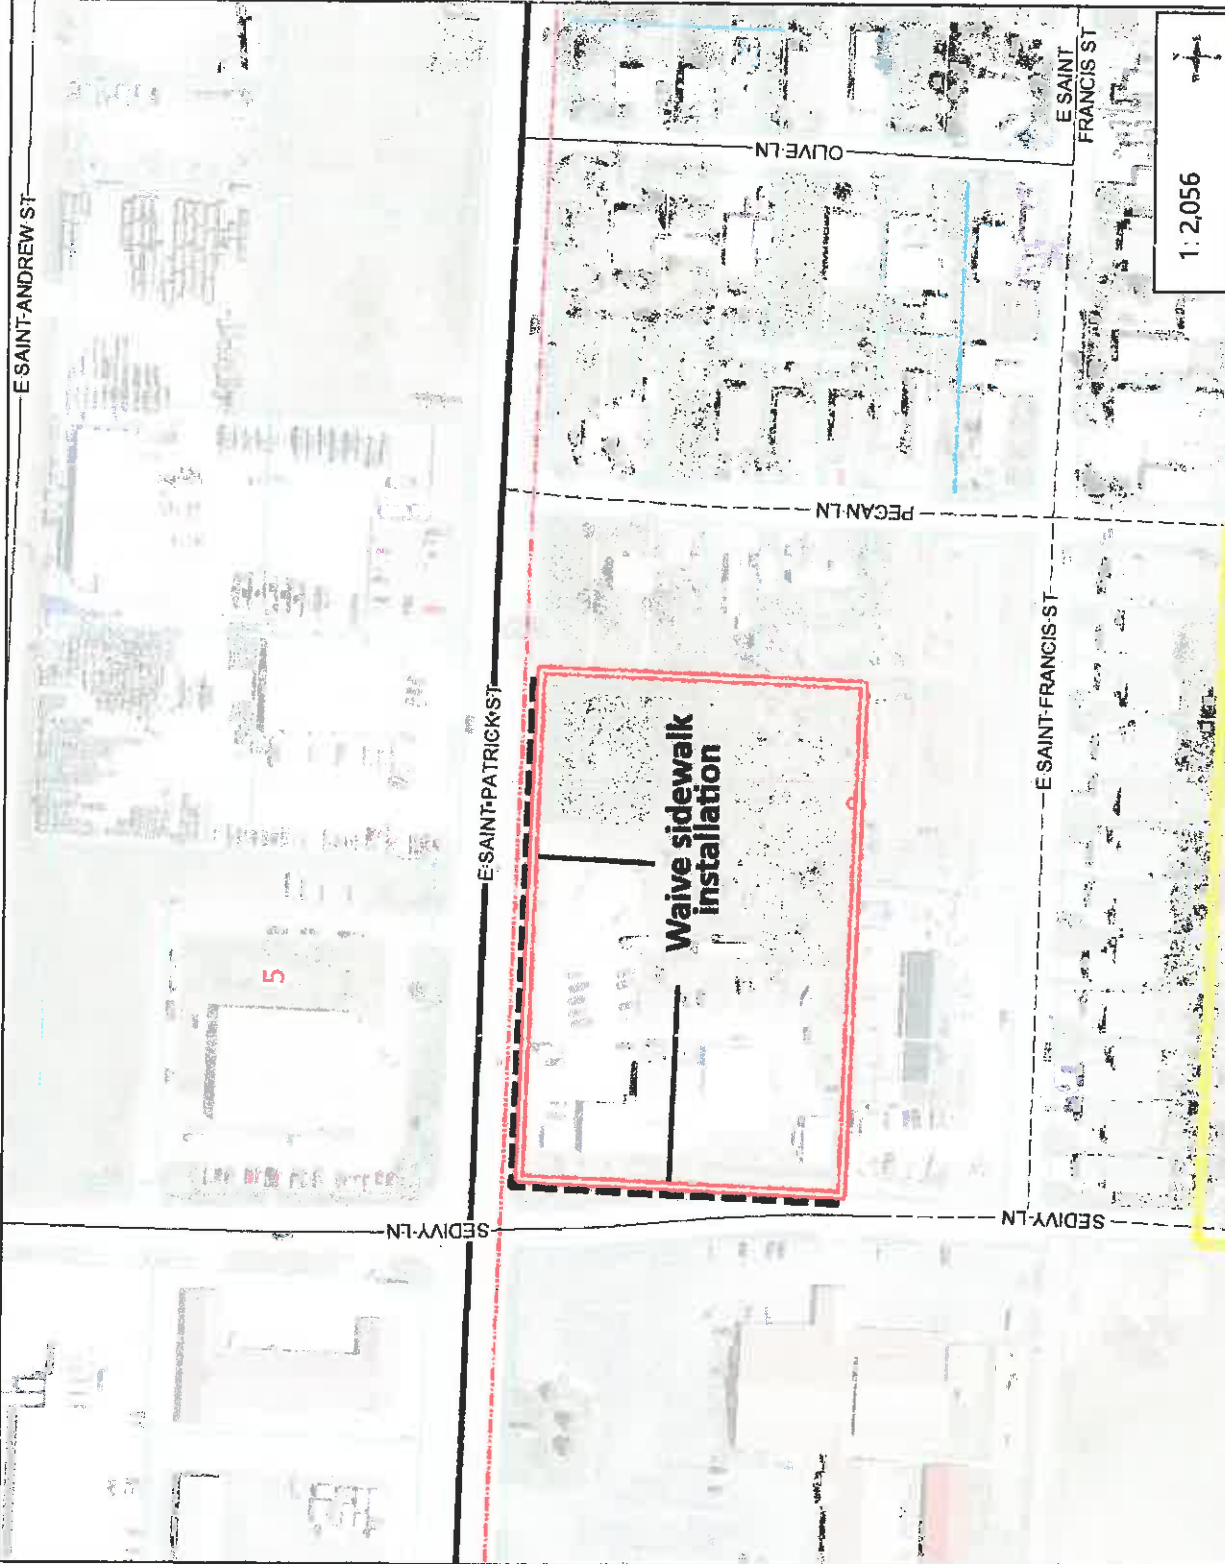 E SAINT ANDREW ST
E SAINT PATRICK ST
5
SEDIVY LN
Waive sidewalk
installation
OLIVE LN
PECAN LN
E SAINT
FRANCIS ST
E SAINT FRANCIS ST
SEDIVY LN
1: 2,056
N